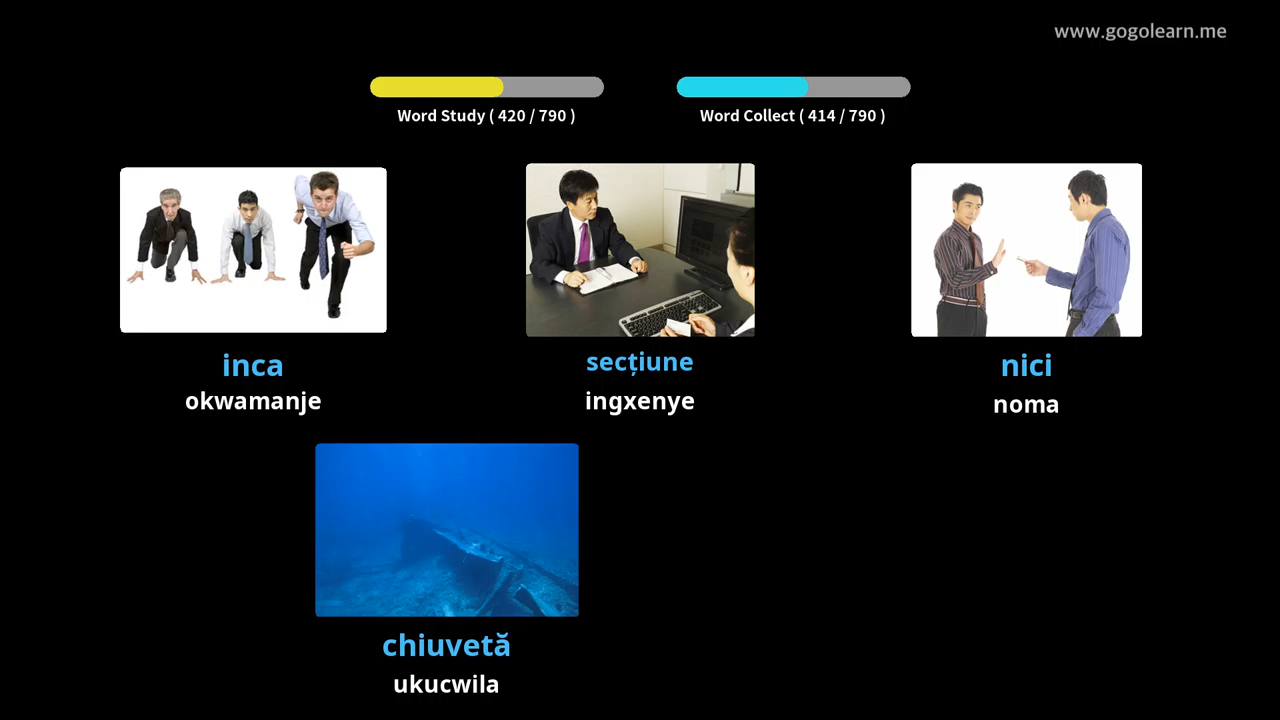 www.gogolearn.me
Word Study ( 420 / 790 )
Word Collect ( 414 / 790 )
inca
okwamanje
secțiune
ingxenye
nici
noma
chiuvetă
ukucwila